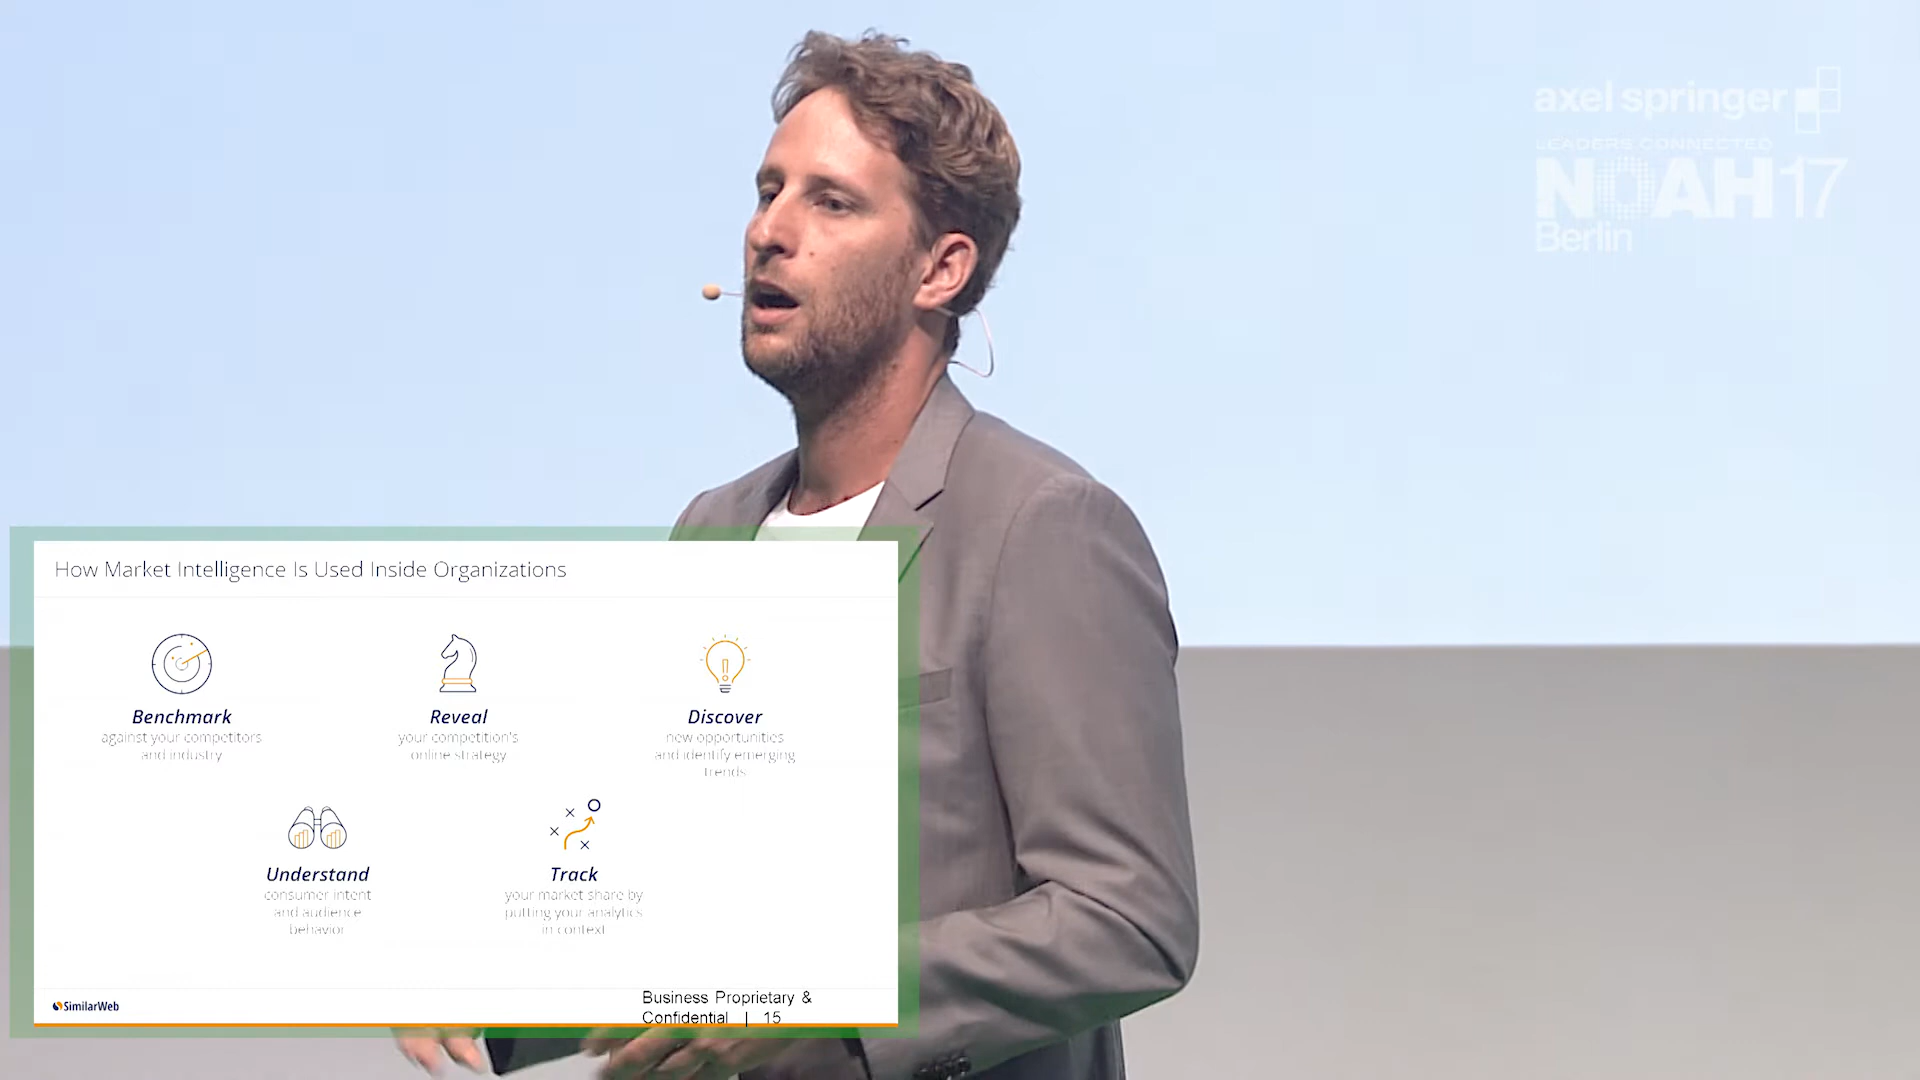 axel springer
LEADERS CONNECTED
NOAH17
Berlin
How Market Intelligence Is Used Inside Organizations
Benchmark
against your competitors
and industry
Reveal
your competition's
online strategy
Discover
new opportunities
and identify emerging
trends
Understand
consumer intent
and audience
behavior
Track
your market share by
putting your analytics
in context
SimilarWeb
Business Proprietary &
Confidential | 15